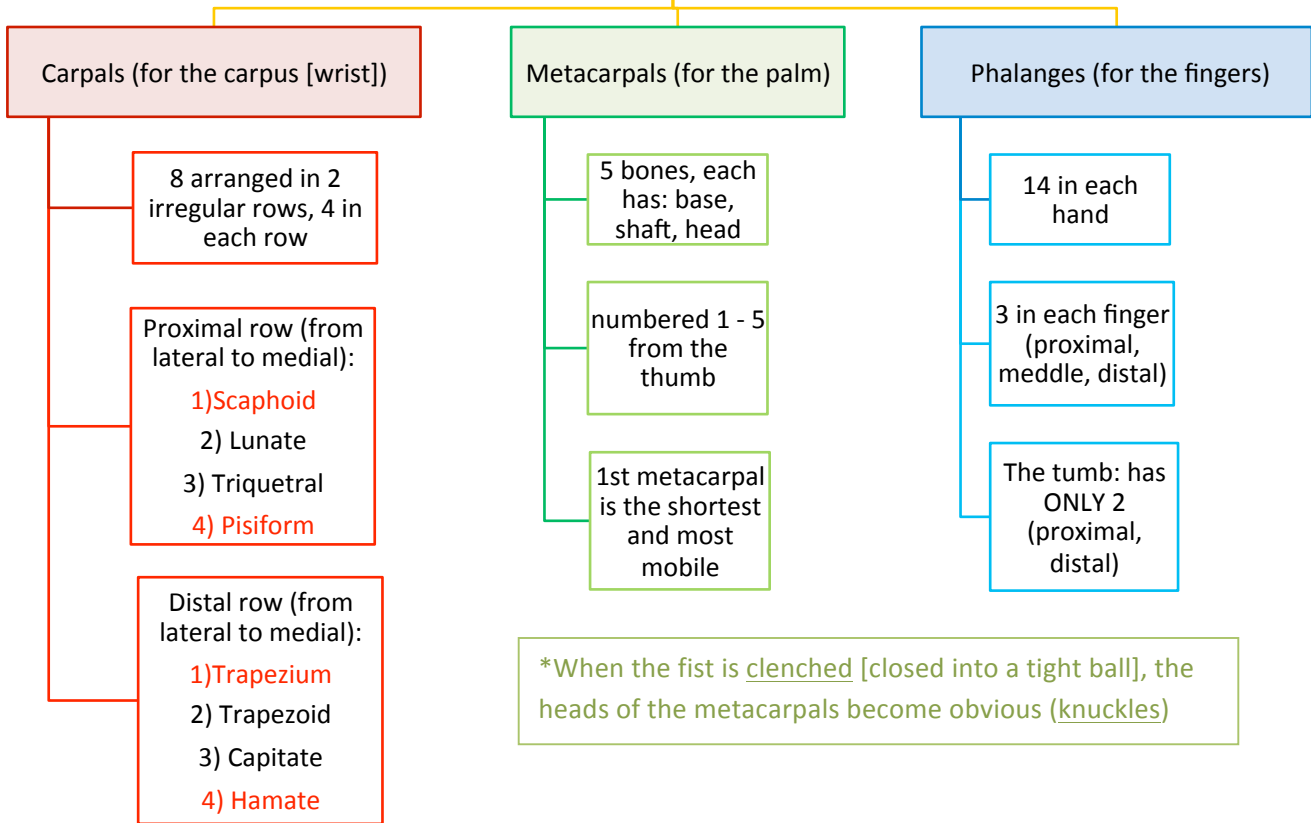 Carpals (for the carpus [wrist])
8 arranged in 2
irregular rows, 4 in
each row
Proximal row (from
lateral to medial):
1)Scaphoid
2) Lunate
3) Triquetral
4) Pisiform
Distal row (from
lateral to medial):
1)Trapezium
2) Trapezoid
3) Capitate
4) Hamate
Metacarpals (for the palm)
5 bones, each
has: base,
shaft, head
numbered 1 - 5
from the
thumb
1st metacarpal
is the shortest
and most
mobile
Phalanges (for the fingers)
14 in each
hand
3 in each finger
(proximal,
meddle, distal)
The tumb: has
ONLY 2
(proximal,
distal)
*When the fist is clenched [closed into a tight ball], the
heads of the metacarpals become obvious (knuckles)